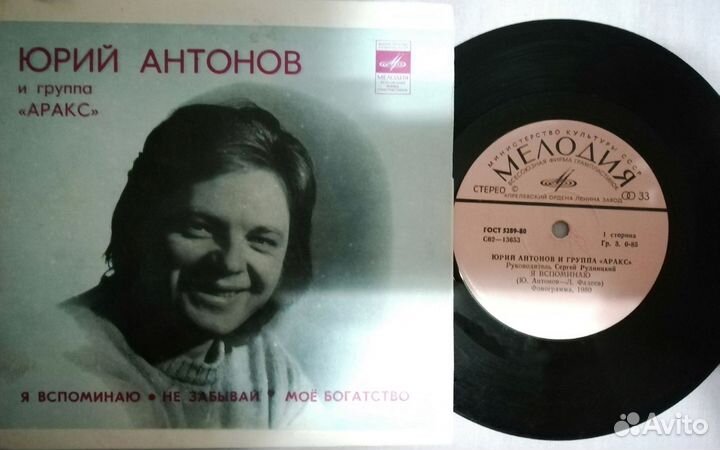 ЮРИЙ АНТОНОВ
и группа
«АРАКС»
МЕЛОДИЯ
Я ВСПОМИНАЮ • НЕ ЗАБЫВАЙ • МОЁ БОГАТСТВО
МИНИСТЕРСТВО КУЛЬТУРЫ СССР
МЕЛОДИЯ
ВСЕСОЮЗНАЯ ФИРМА ГРАМПЛАСТИНОК
СТЕРЕО
33
АПРЕЛЕВСКИЙ ОРДЕНА ЛЕНИНА ЗАВОД
ГОСТ 5289-80
С62—13653
1 сторона
Гр. 3. 0-85
ЮРИЙ АНТОНОВ И ГРУППА «АРАКС»
Руководитель Сергей Рудницкий
Я ВСПОМИНАЮ
(Ю. Антонов—Л. Фадеев)
Фонограмма, 1980
Avito